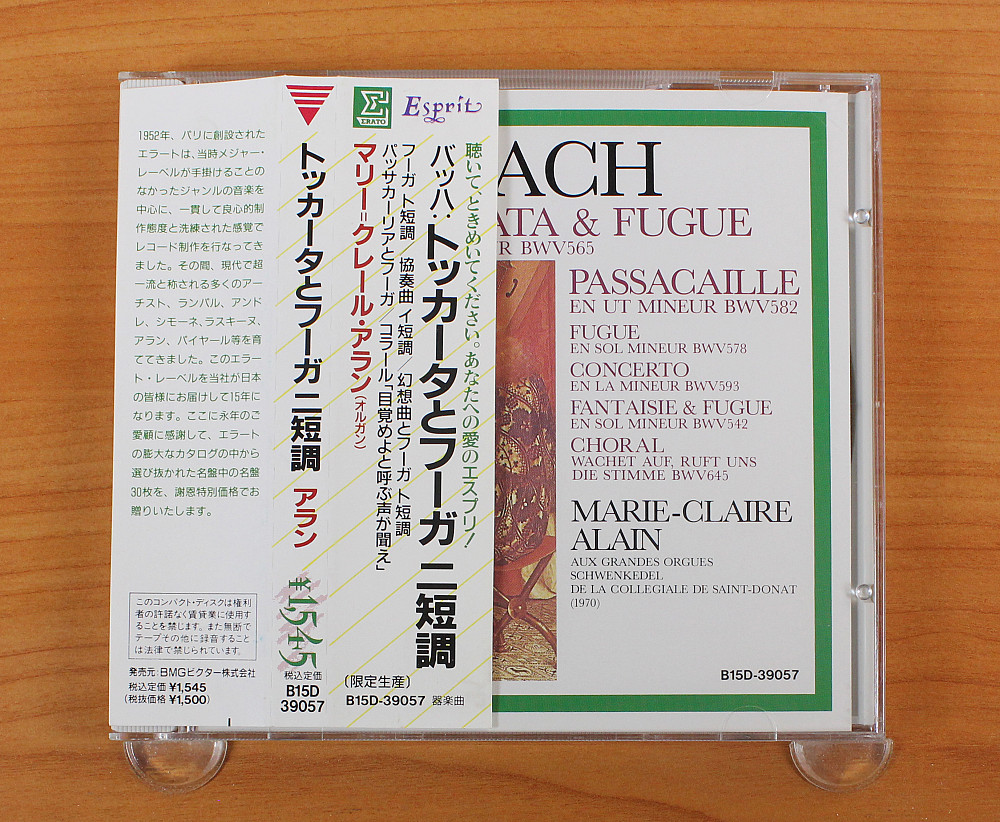 1952年、パリに創設された
エラートは、当時メジャー・
レーベルが手掛けることの
なかったジャンルの音楽を
中心に、一貫して良心的制
作態度と洗練された感覚で
レコード制作を行なってき
ました。その間、現代で超
一流と称される多くのアー
チスト、ランパル、アンド
レ、シモーネ、ラスキーヌ、
アラン、パイヤール等を育
ててきました。このエラー
ト・レーベルを当社が日本
の皆様にお届けして15年に
なります。ここに永年のご
愛顧に感謝して、エラート
の膨大なカタログの中から
選び抜かれた名盤中の名盤
30枚を、謝恩特別価格でお
贈りいたします。
このコンパクト・ディスクは権利
者の許諾なく賃貸業に使用す
ることを禁じます。また無断で
テープその他に録音すること
は法律で禁じられています。
発売元:BMGビクター株式会社
税込定価 ¥1,545
(税抜価格 ¥1,500)
トッカータとフーガ ニ短調 アラン
¥1,545
税込定価
B15D
39057
ERATO
Esprit
聴いて、ときめいてください。あなたへの愛のエスプリ!
バッハ:トッカータとフーガ ニ短調
フーガ ト短調 協奏曲 イ短調/幻想曲とフーガ ト短調
パッサカーリアとフーガ/コラール「目覚めよと呼ぶ声が聞え」
マリー=クレール・アラン(オルガン)
(限定生産)
B15D-39057 器楽曲
ACH
ATA & FUGUE
R BWV565
PASSACAILLE
EN UT MINEUR BWV582
FUGUE
EN SOL MINEUR BWV578
CONCERTO
EN LA MINEUR BWV593
FANTAISIE & FUGUE
EN SOL MINEUR BWV542
CHORAL
WACHET AUF, RUFT UNS
DIE STIMME BWV645
MARIE-CLAIRE
ALAIN
AUX GRANDES ORGUES
SCHWENKEDEL
DE LA COLLEGIALE DE SAINT-DONAT
(1970)
B15D-39057